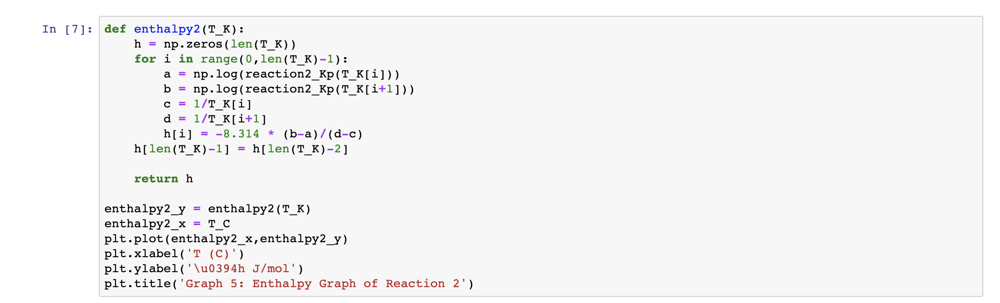 In [7]: def enthalpy2(T_K):
    h = np.zeros(len(T_K))
    for i in range(0,len(T_K)-1):
        a = np.log(reaction2_Kp(T_K[i]))
        b = np.log(reaction2_Kp(T_K[i+1]))
        c = 1/T_K[i]
        d = 1/T_K[i+1]
        h[i] = -8.314 * (b-a)/(d-c)
    h[len(T_K)-1] = h[len(T_K)-2]

    return h

enthalpy2_y = enthalpy2(T_K)
enthalpy2_x = T_C
plt.plot(enthalpy2_x,enthalpy2_y)
plt.xlabel('T (C)')
plt.ylabel('\u0394h J/mol')
plt.title('Graph 5: Enthalpy Graph of Reaction 2')